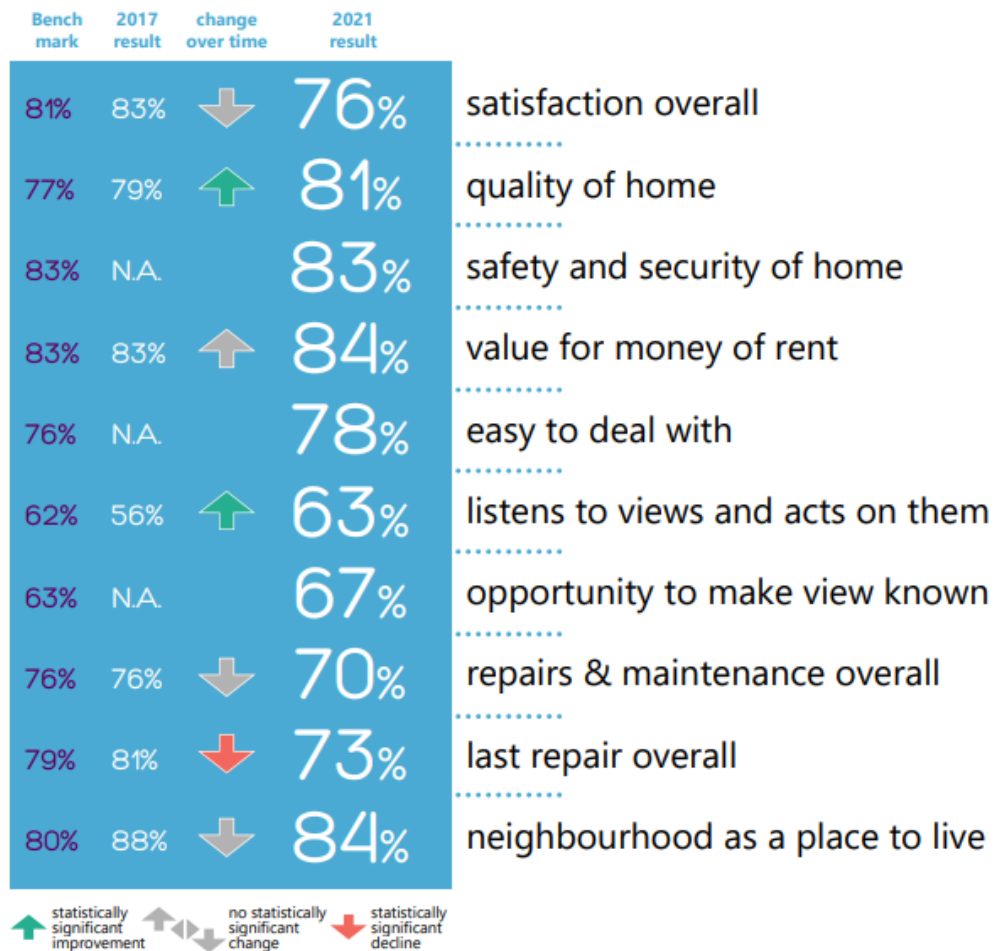 Bench mark 2017 result change over time 2021 result
81% 83% 76% satisfaction overall
77% 79% 81% quality of home
83% N.A. 83% safety and security of home
83% 83% 84% value for money of rent
76% N.A. 78% easy to deal with
62% 56% 63% listens to views and acts on them
63% N.A. 67% opportunity to make view known
76% 76% 70% repairs & maintenance overall
79% 81% 73% last repair overall
80% 88% 84% neighbourhood as a place to live
statistically significant improvement no statistically significant change statistically significant decline